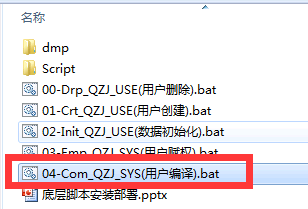 名称
dmp
Script
00-Drp_QZJ_USE(用户删除).bat
01-Crt_QZJ_USE(用户创建).bat
02-Init_QZJ_USE(数据初始化).bat
03-Emp_QZJ_SYS(用户赋权).bat
04-Com_QZJ_SYS(用户编译).bat
底层脚本安装部署.pptx